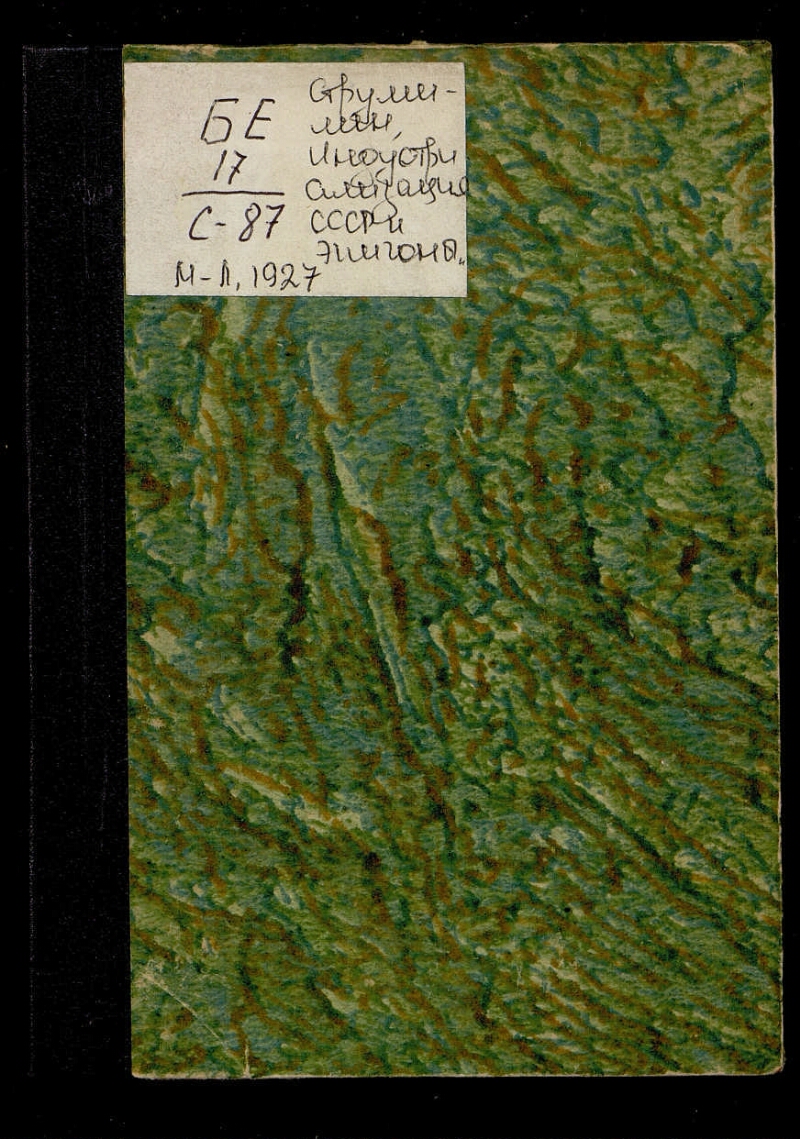 БЕ
17
С-87
М-Л, 1927
Струми-
лин,
Индустри
ализация
СССР и
эпигоны..